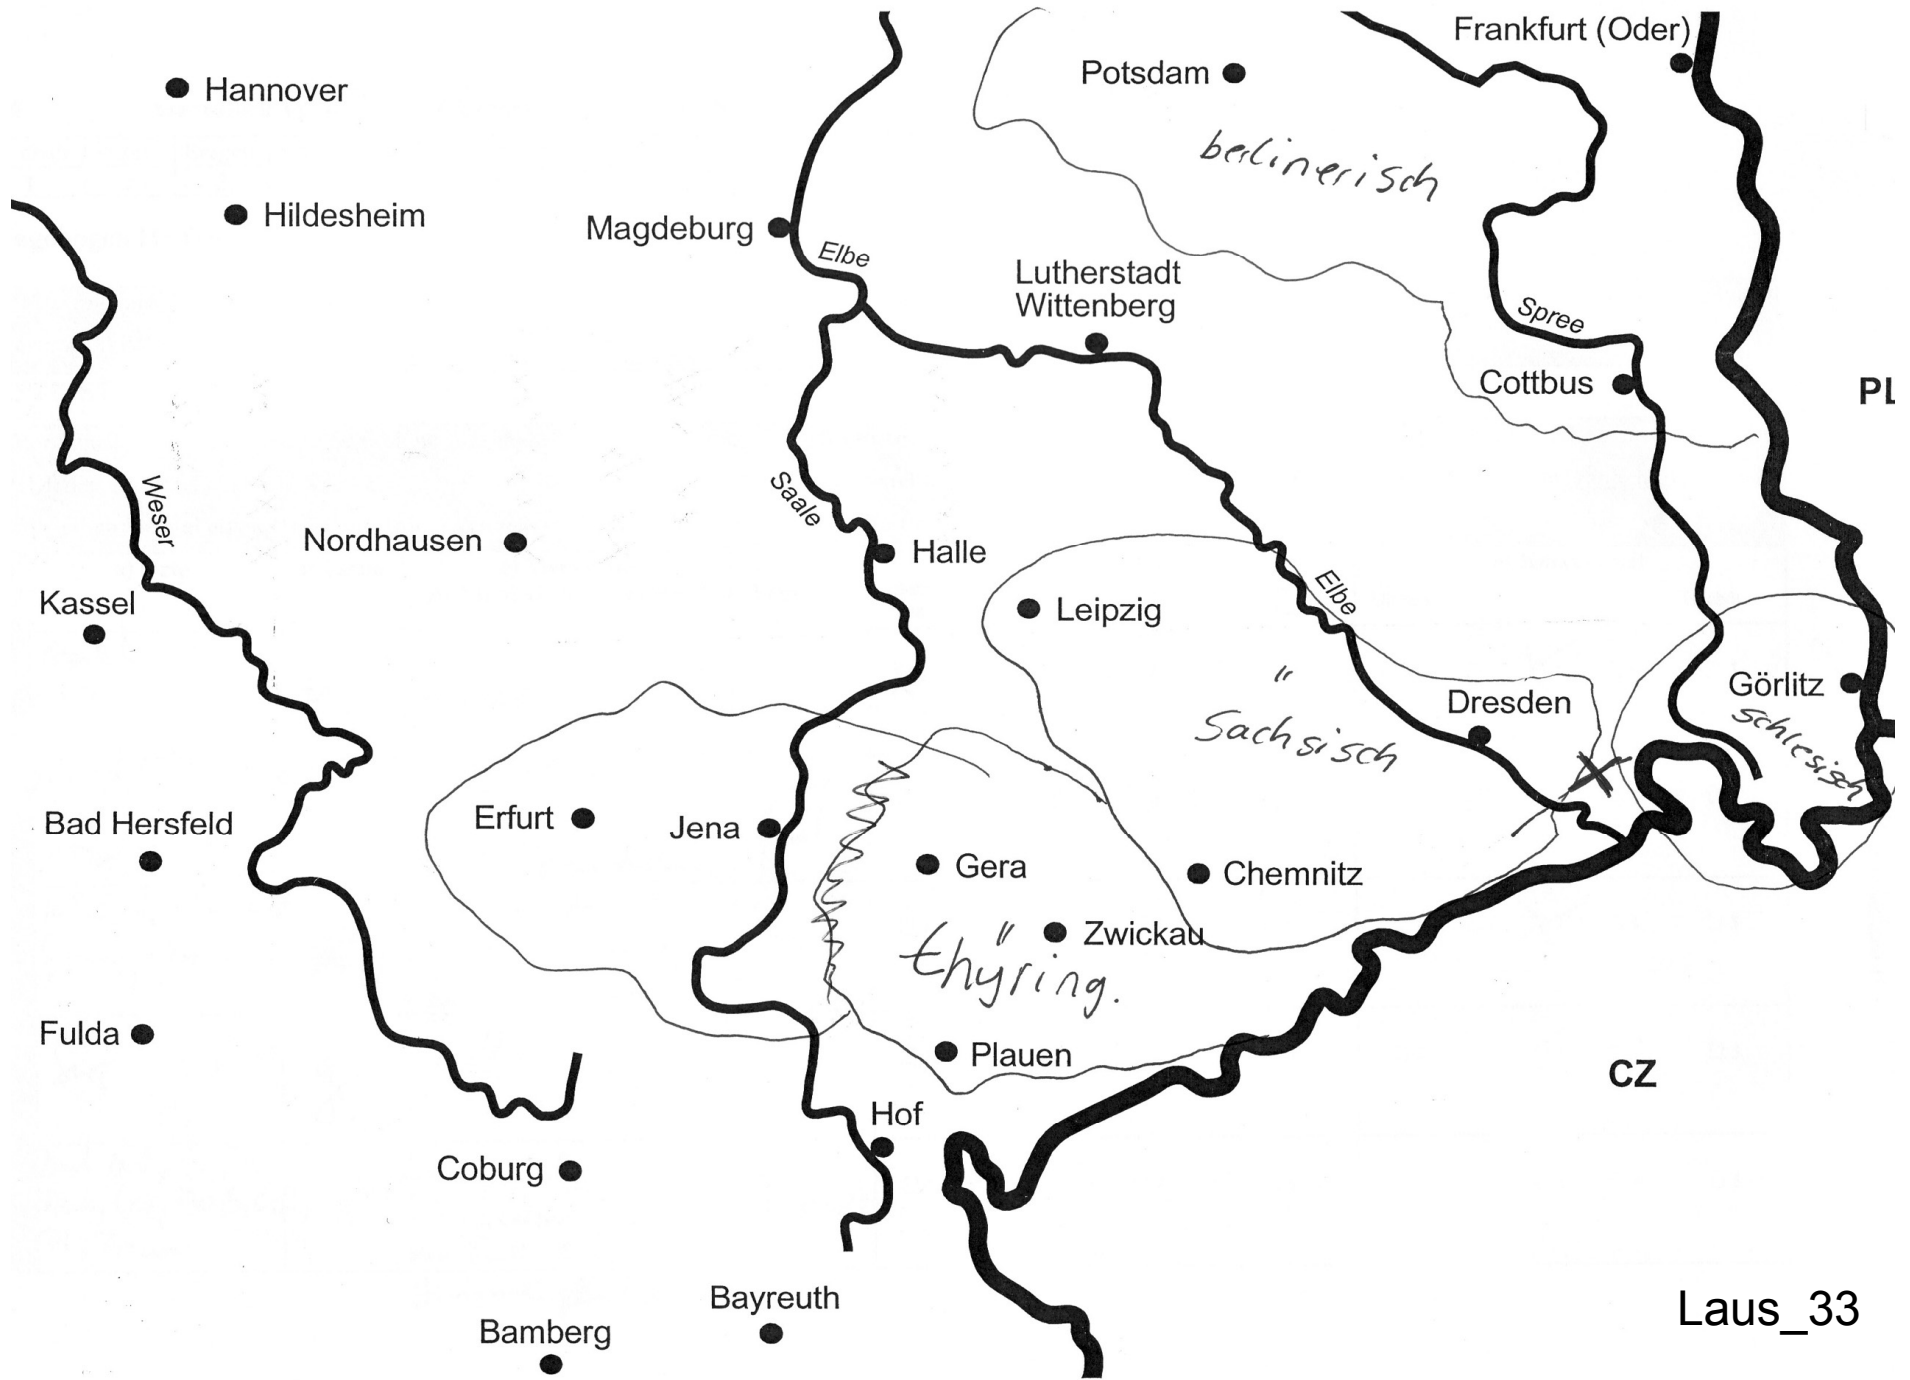 Frankfurt (Oder)
Potsdam
Hannover
berlinerisch
Hildesheim
Magdeburg
Elbe
Lutherstadt
Wittenberg
Spree
Cottbus
PL
Weser
Saale
Nordhausen
Halle
Kassel
Elbe
Leipzig
Görlitz
schlesisch
Dresden
Sächsisch
Erfurt
Jena
Bad Hersfeld
Gera
Chemnitz
Zwickau
thüring.
Fulda
Plauen
CZ
Hof
Coburg
Bayreuth
Bamberg
Laus_33